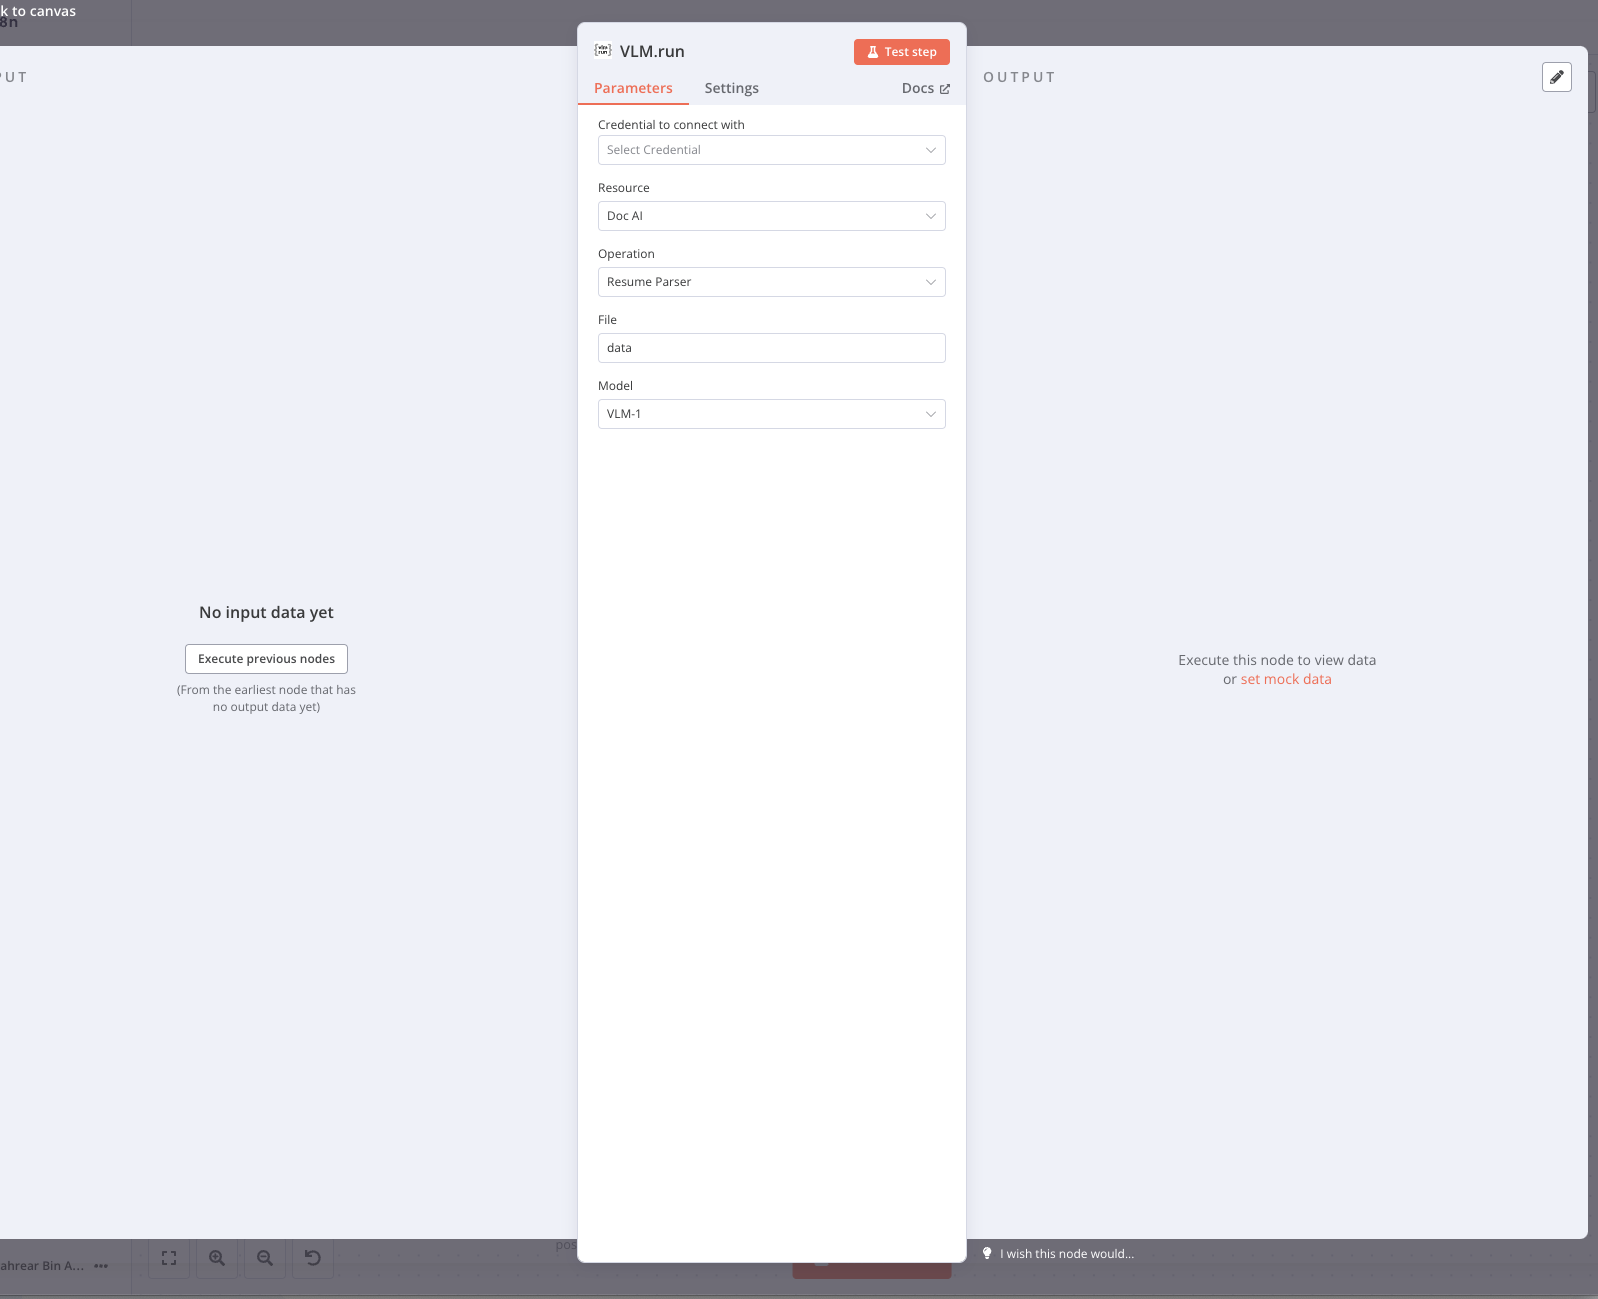 k to canvas
8n
PUT
VLM.run
Test step
Parameters
Settings
Docs
Credential to connect with
Select Credential
Resource
Doc AI
Operation
Resume Parser
File
data
Model
VLM-1
No input data yet
Execute previous nodes
(From the earliest node that has
no output data yet)
OUTPUT
Execute this node to view data
or set mock data
ahrear Bin A...
pos
I wish this node would...